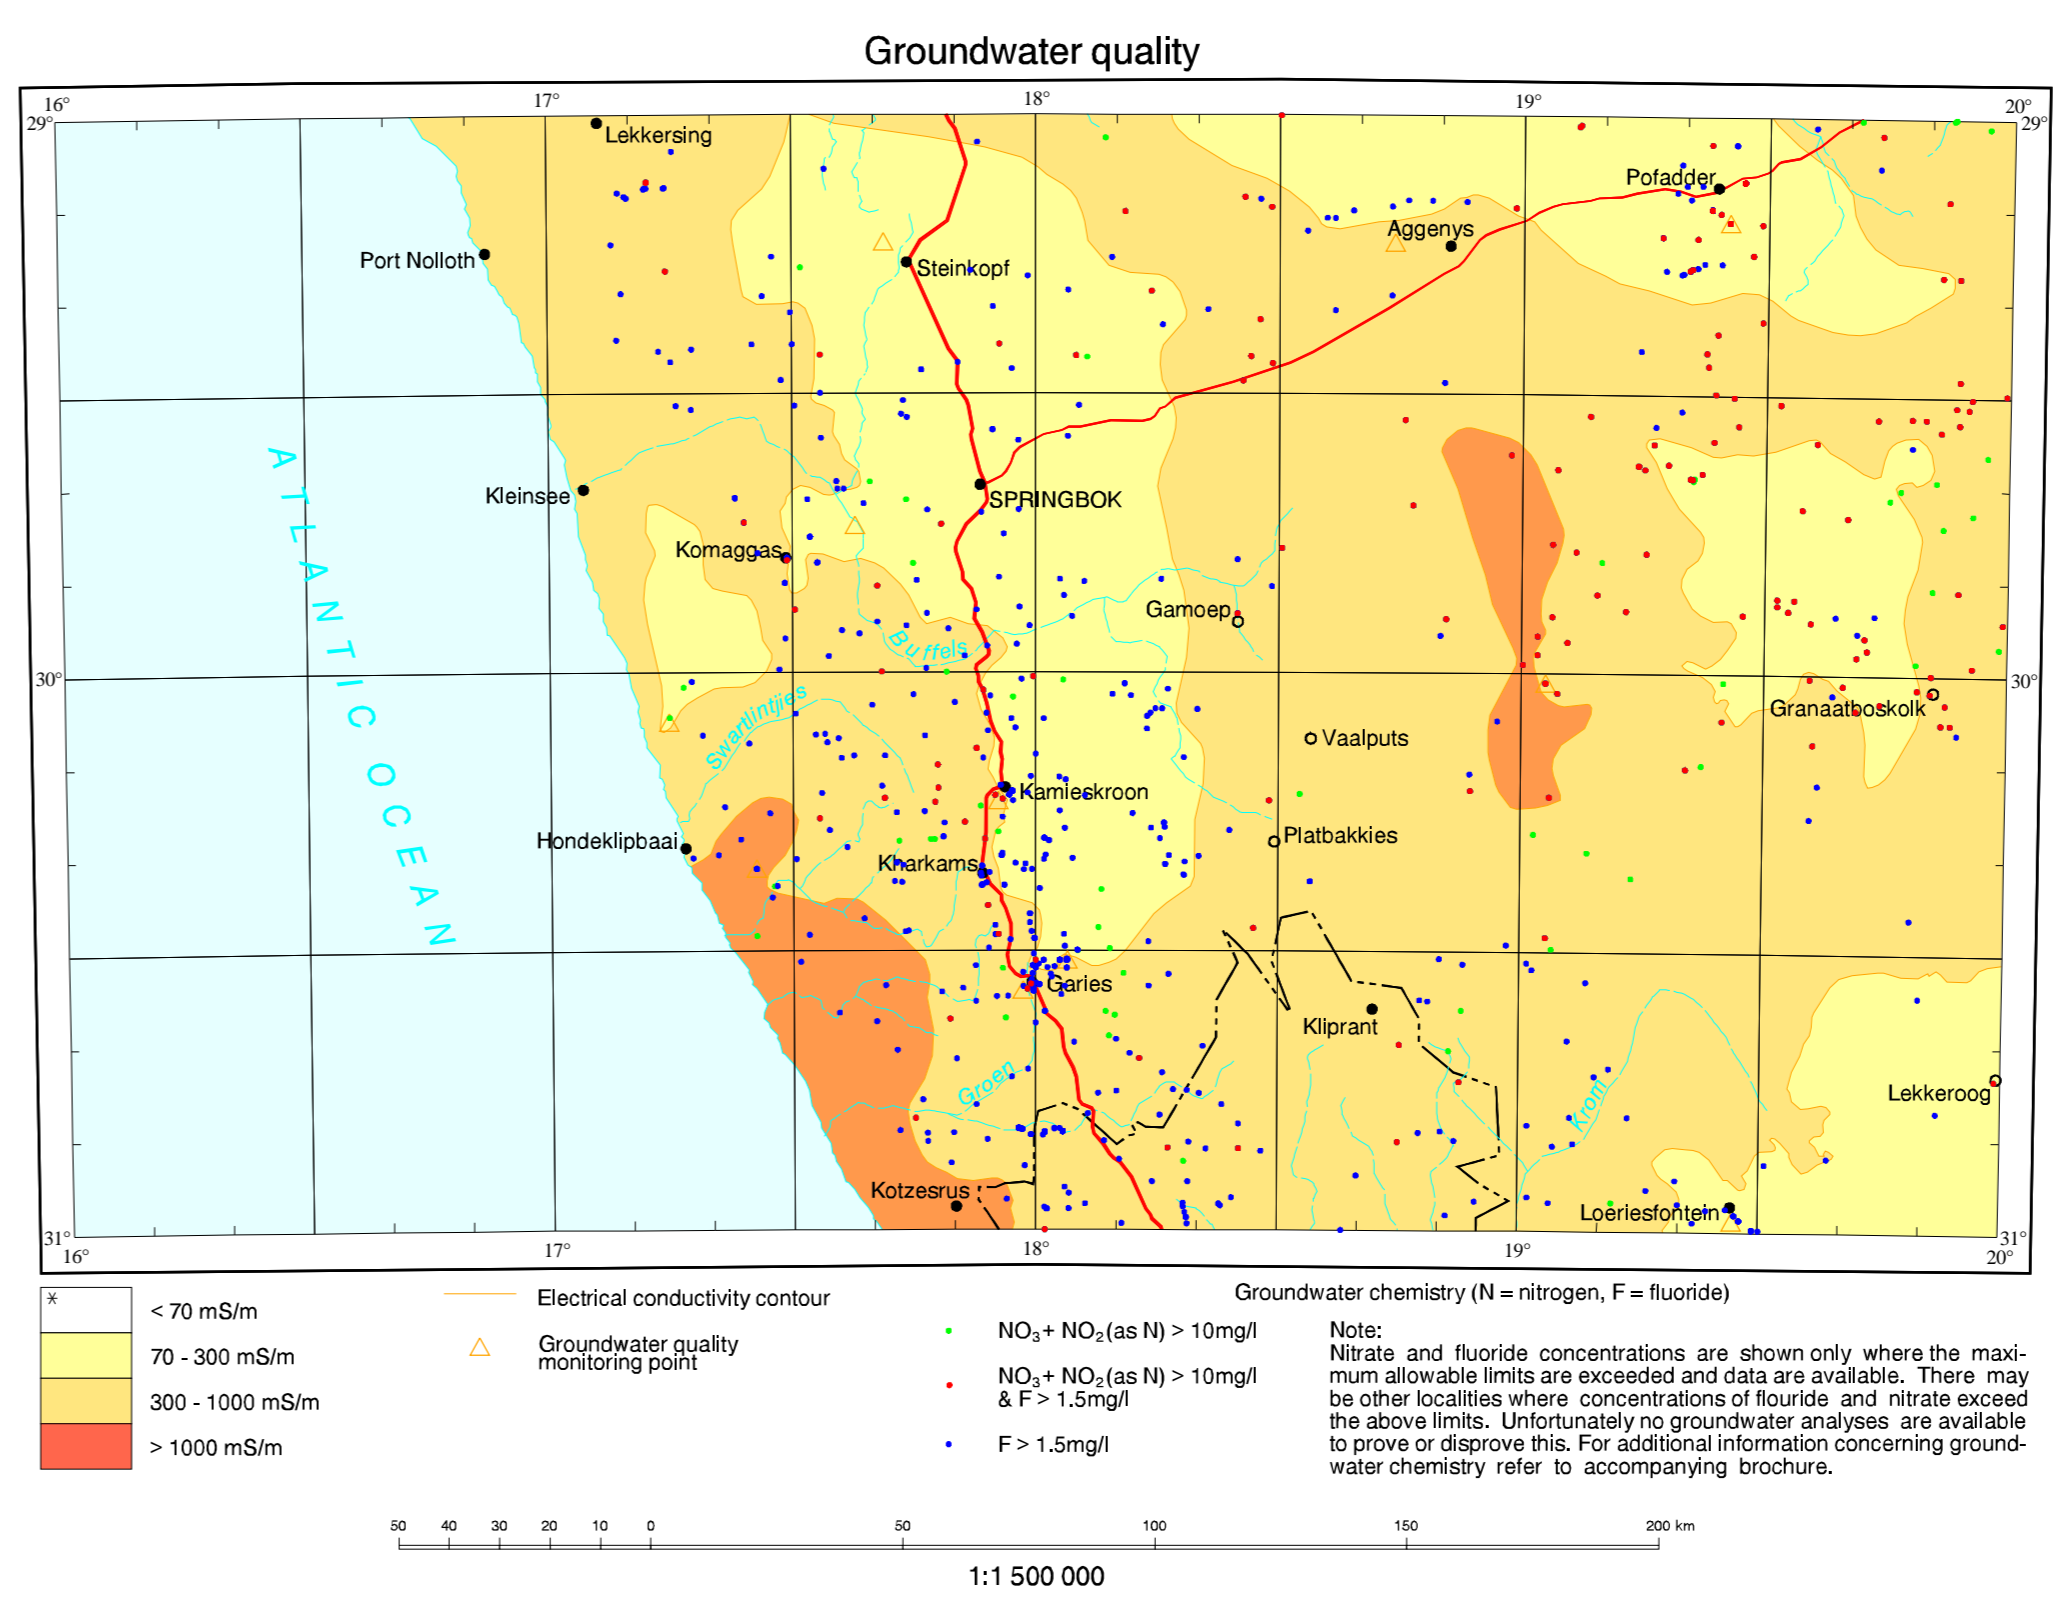 Groundwater quality
16°
17°
18°
19°
20°
29°
29°
Lekkersing
Pofadder
Port Nolloth
Steinkopf
Aggenys
Kleinsee
SPRINGBOK
Komaggas
Gamoep
Buffels
ATLANTIC OCEAN
30°
30°
Swartlintjies
Granaatboskolk
Vaalputs
Kamieskroon
Hondeklipbaai
Platbakkies
Kharkams
Garies
Kliprant
Groen
Krom
Lekkeroog
Kotzesrus
Loeriesfontein
31°
31°
16°
17°
18°
19°
20°
*
< 70 mS/m
70 - 300 mS/m
300 - 1000 mS/m
> 1000 mS/m
Electrical conductivity contour
Groundwater quality
monitoring point
Groundwater chemistry (N = nitrogen, F = fluoride)
NO₃+ NO₂(as N) > 10mg/l
NO₃+ NO₂(as N) > 10mg/l
& F > 1.5mg/l
F > 1.5mg/l
Note:
Nitrate and fluoride concentrations are shown only where the maxi-
mum allowable limits are exceeded and data are available. There may
be other localities where concentrations of flouride and nitrate exceed
the above limits. Unfortunately no groundwater analyses are available
to prove or disprove this. For additional information concerning ground-
water chemistry refer to accompanying brochure.
50 40 30 20 10 0 50 100 150 200 km
1:1 500 000